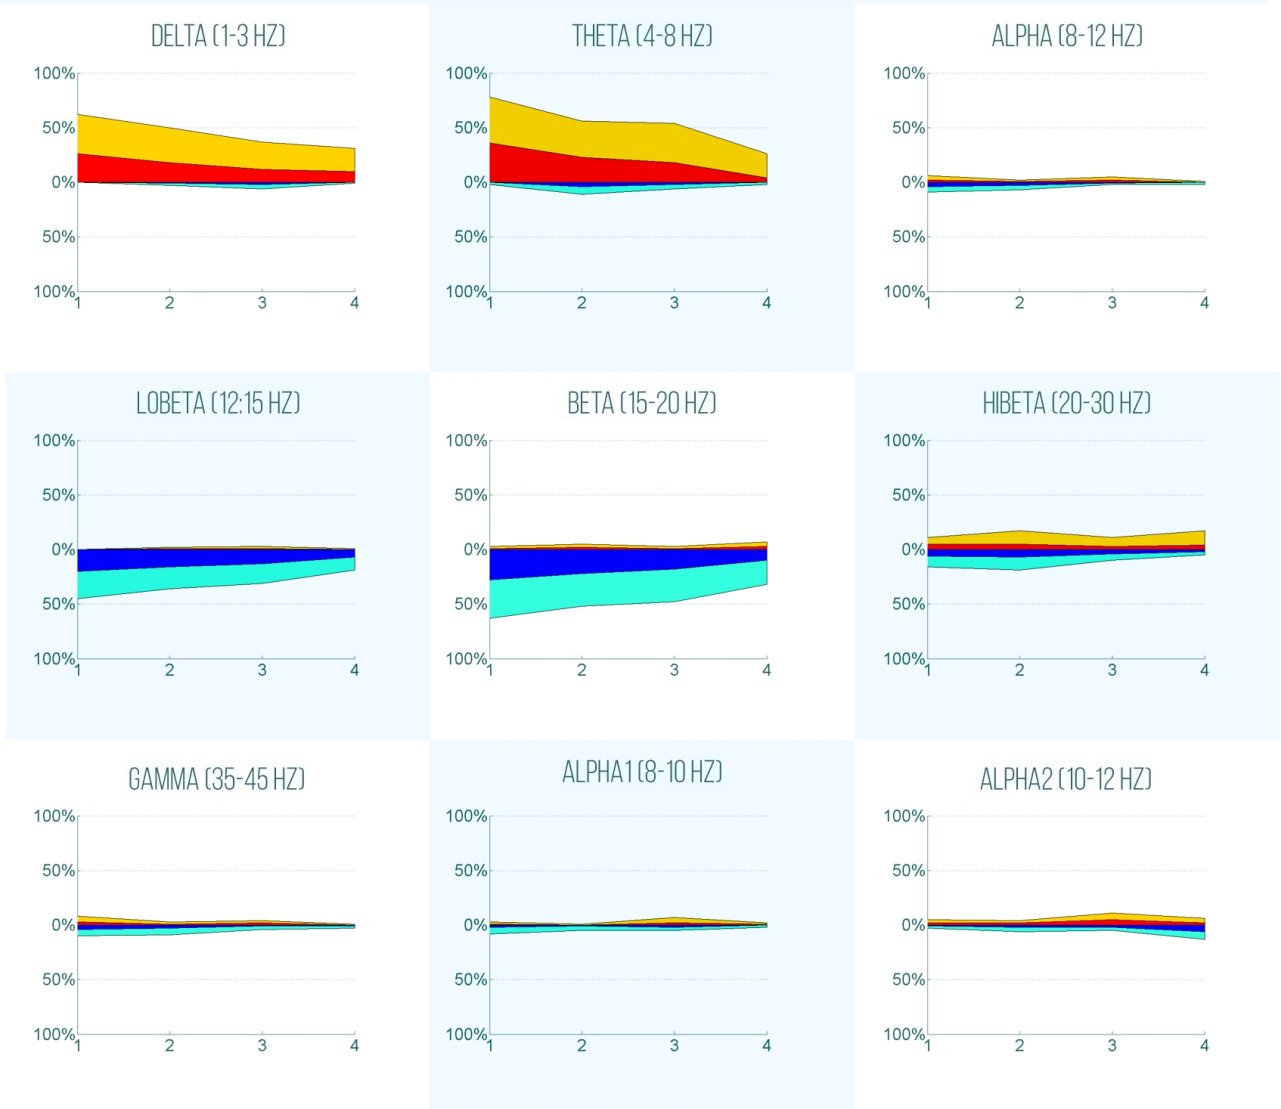 DELTA (1-3 HZ)
100%
50%
0%
50%
100%
1 2 3 4
THETA (4-8 HZ)
100%
50%
0%
50%
100%
1 2 3 4
ALPHA (8-12 HZ)
100%
50%
0%
50%
100%
1 2 3 4
LOBETA (12:15 HZ)
100%
50%
0%
50%
100%
1 2 3 4
BETA (15-20 HZ)
100%
50%
0%
50%
100%
1 2 3 4
HIBETA (20-30 HZ)
100%
50%
0%
50%
100%
1 2 3 4
GAMMA (35-45 HZ)
100%
50%
0%
50%
100%
1 2 3 4
ALPHA1 (8-10 HZ)
100%
50%
0%
50%
100%
1 2 3 4
ALPHA2 (10-12 HZ)
100%
50%
0%
50%
100%
1 2 3 4